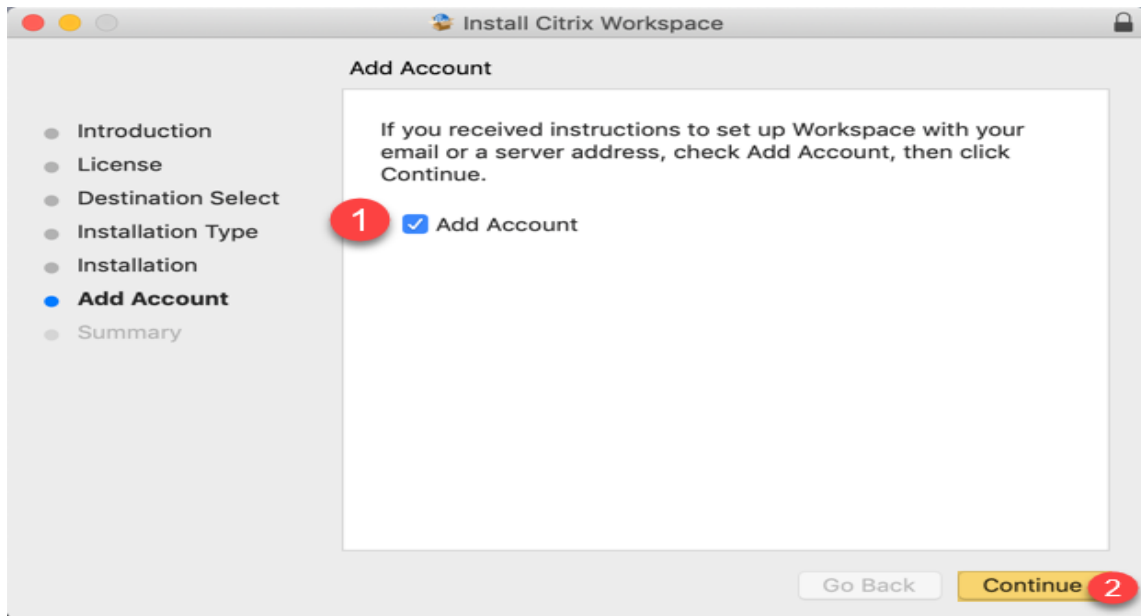 Install Citrix Workspace
Add Account
Introduction
License
Destination Select
Installation Type
Installation
Add Account
Summary
If you received instructions to set up Workspace with your
email or a server address, check Add Account, then click
Continue.
1 Add Account
Go Back Continue 2